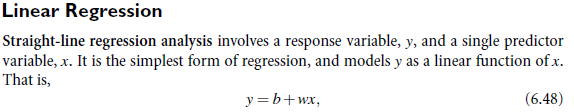 Linear Regression
Straight-line regression analysis involves a response variable, y, and a single predictor
variable, x. It is the simplest form of regression, and models y as a linear function of x.
That is,
y = b + wx, (6.48)